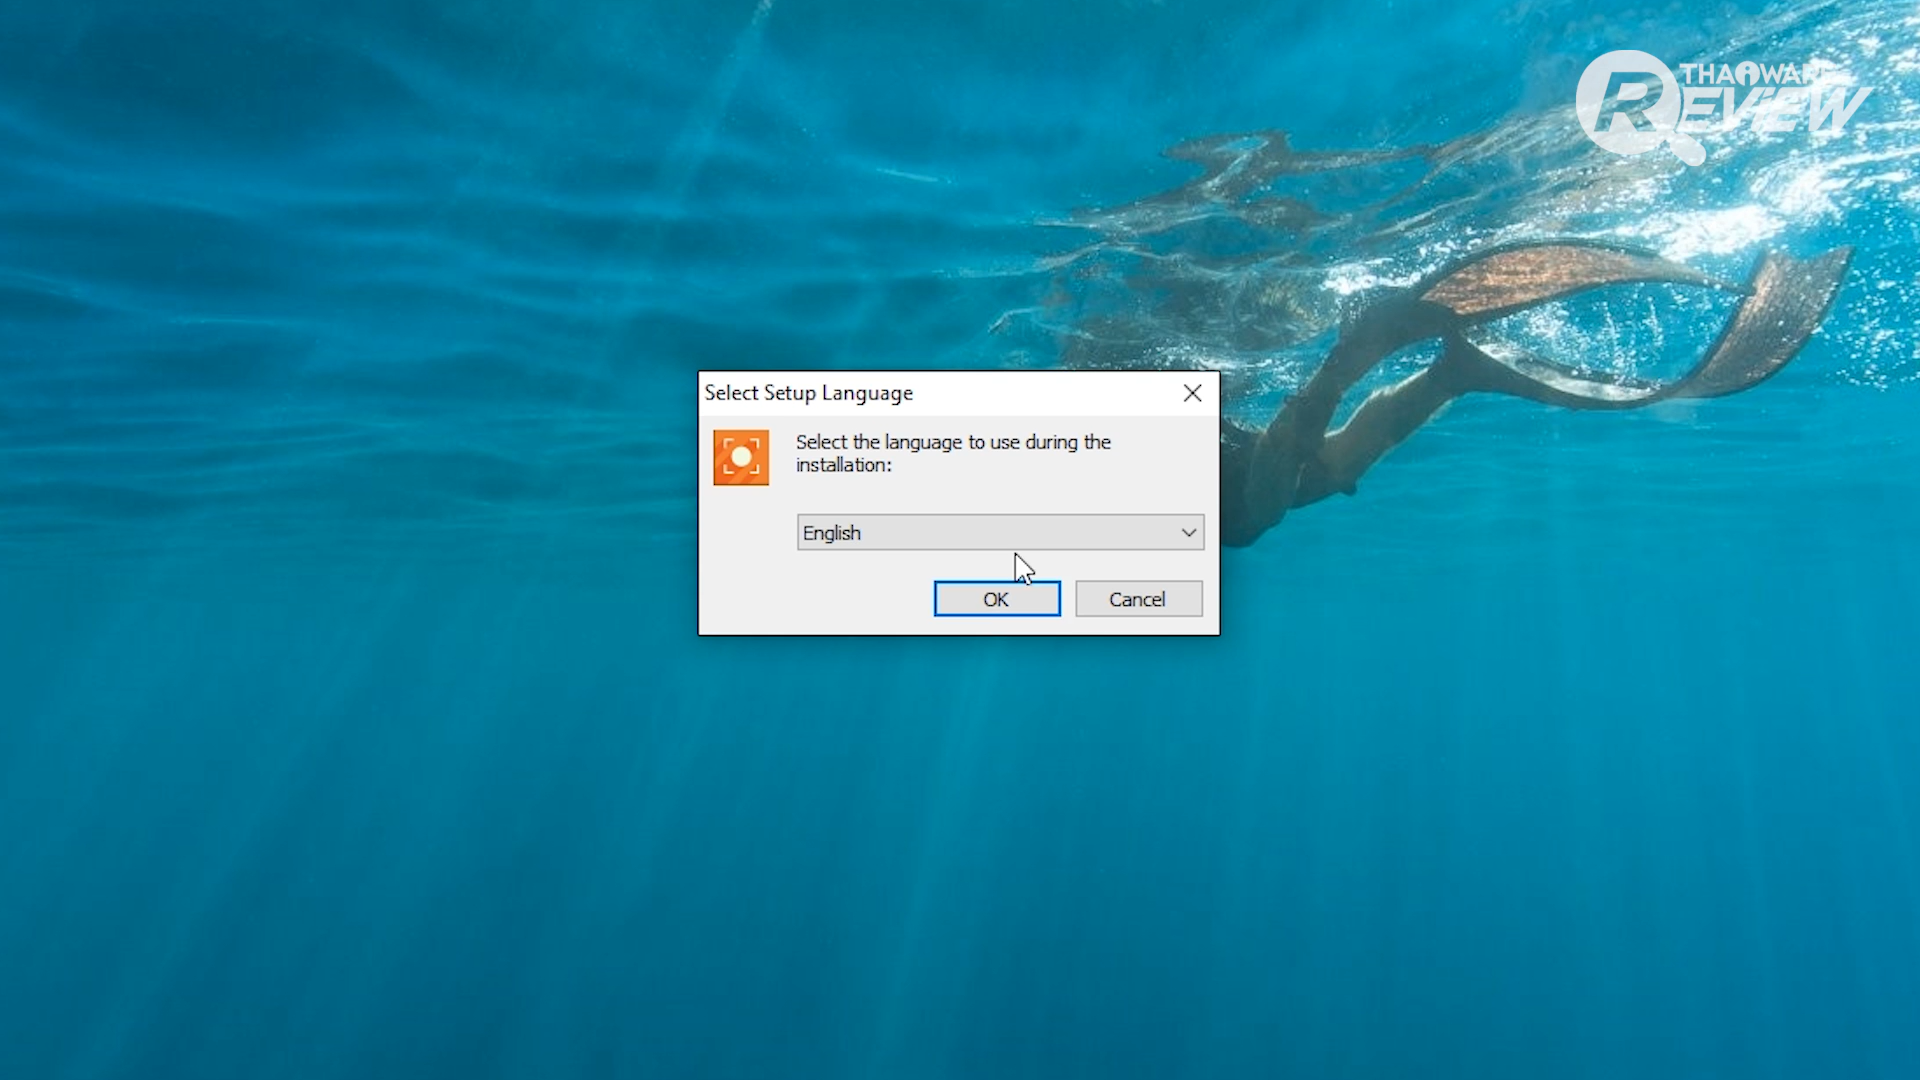 THAIWARE
REVIEW
Select Setup Language
Select the language to use during the
installation:
English
OK
Cancel